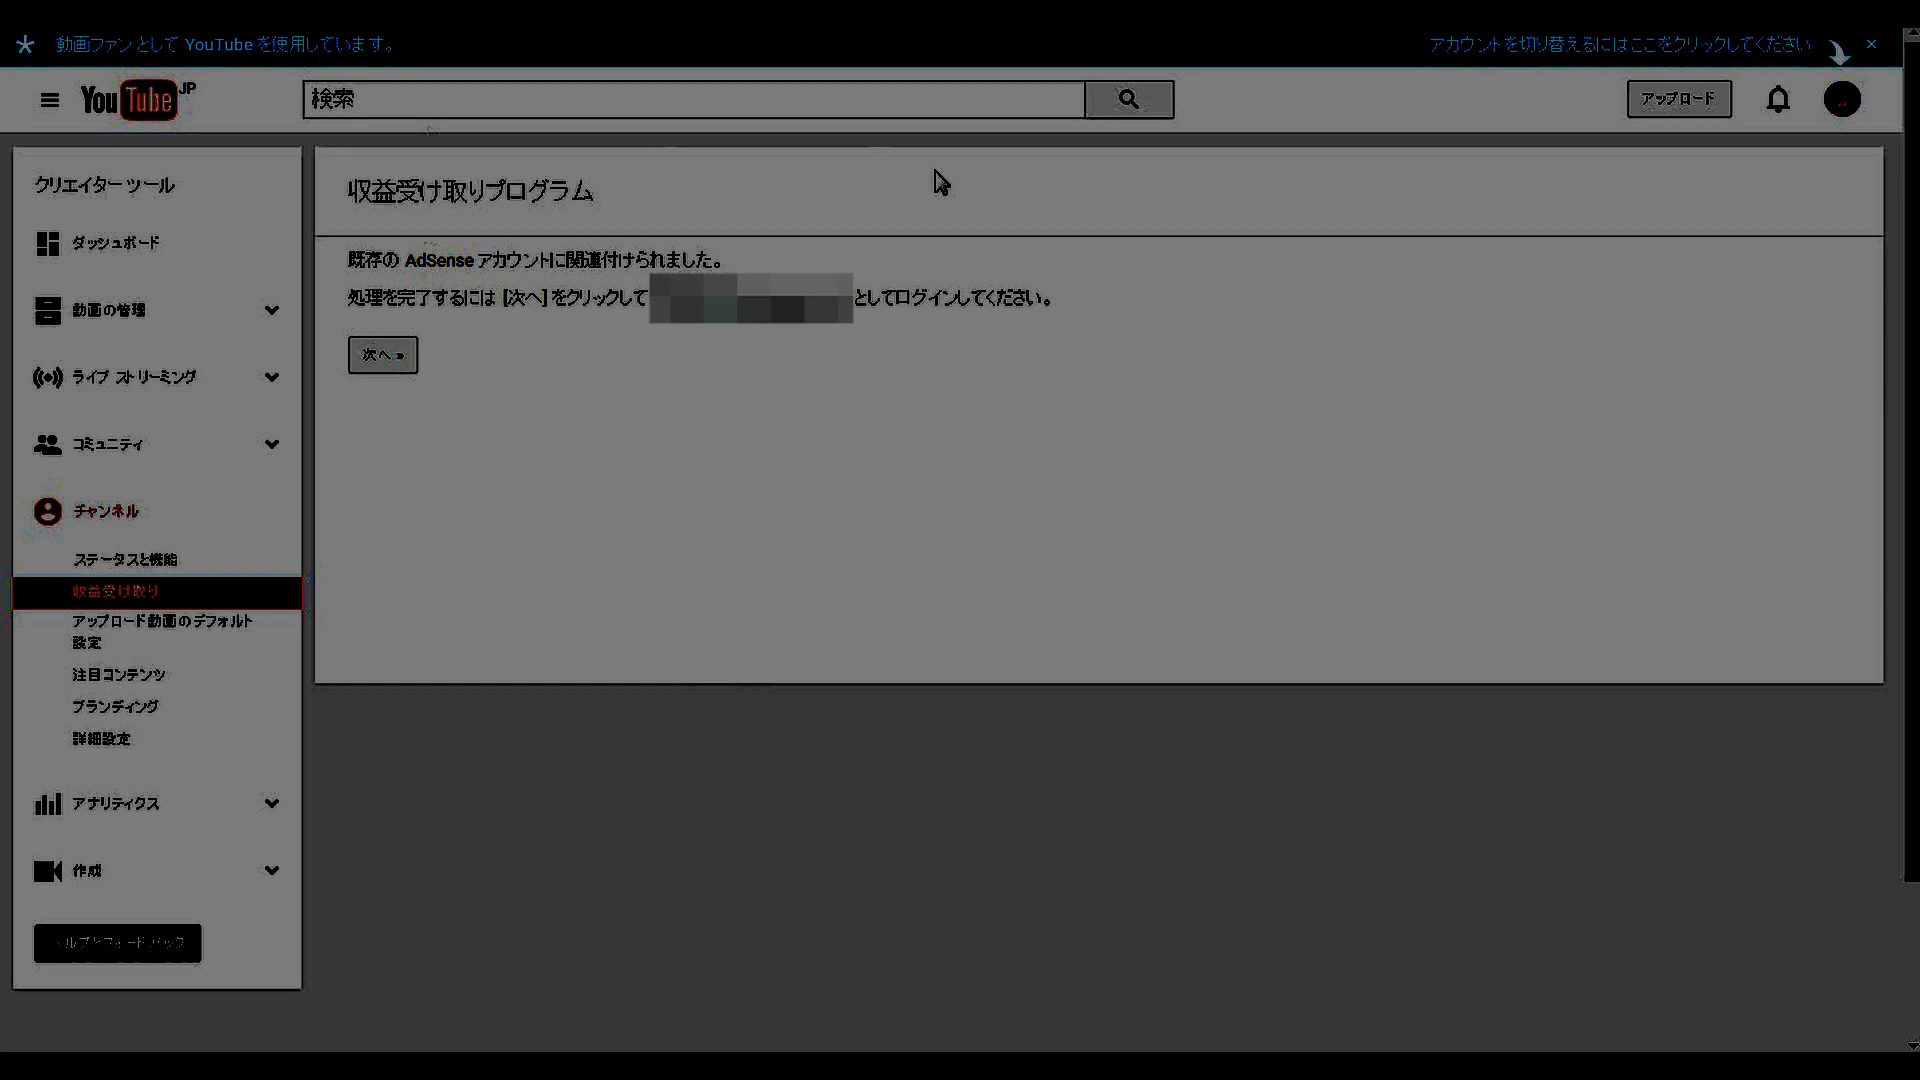 動画ファン として YouTube を使用しています。
アカウントを切り替えるにはここをクリックしてください
YouTube JP
検索
アップロード
クリエイター ツール
ダッシュボード
動画の管理
ライブ ストリーミング
コミュニティ
チャンネル
ステータスと機能
収益受け取り
アップロード動画のデフォルト
設定
注目コンテンツ
ブランディング
詳細設定
アナリティクス
作成
ヘルプとフィードバック
収益受け取りプログラム
既存の AdSense アカウントに関連付けられました。
処理を完了するには [次へ] をクリックして
としてログインしてください。
次へ »